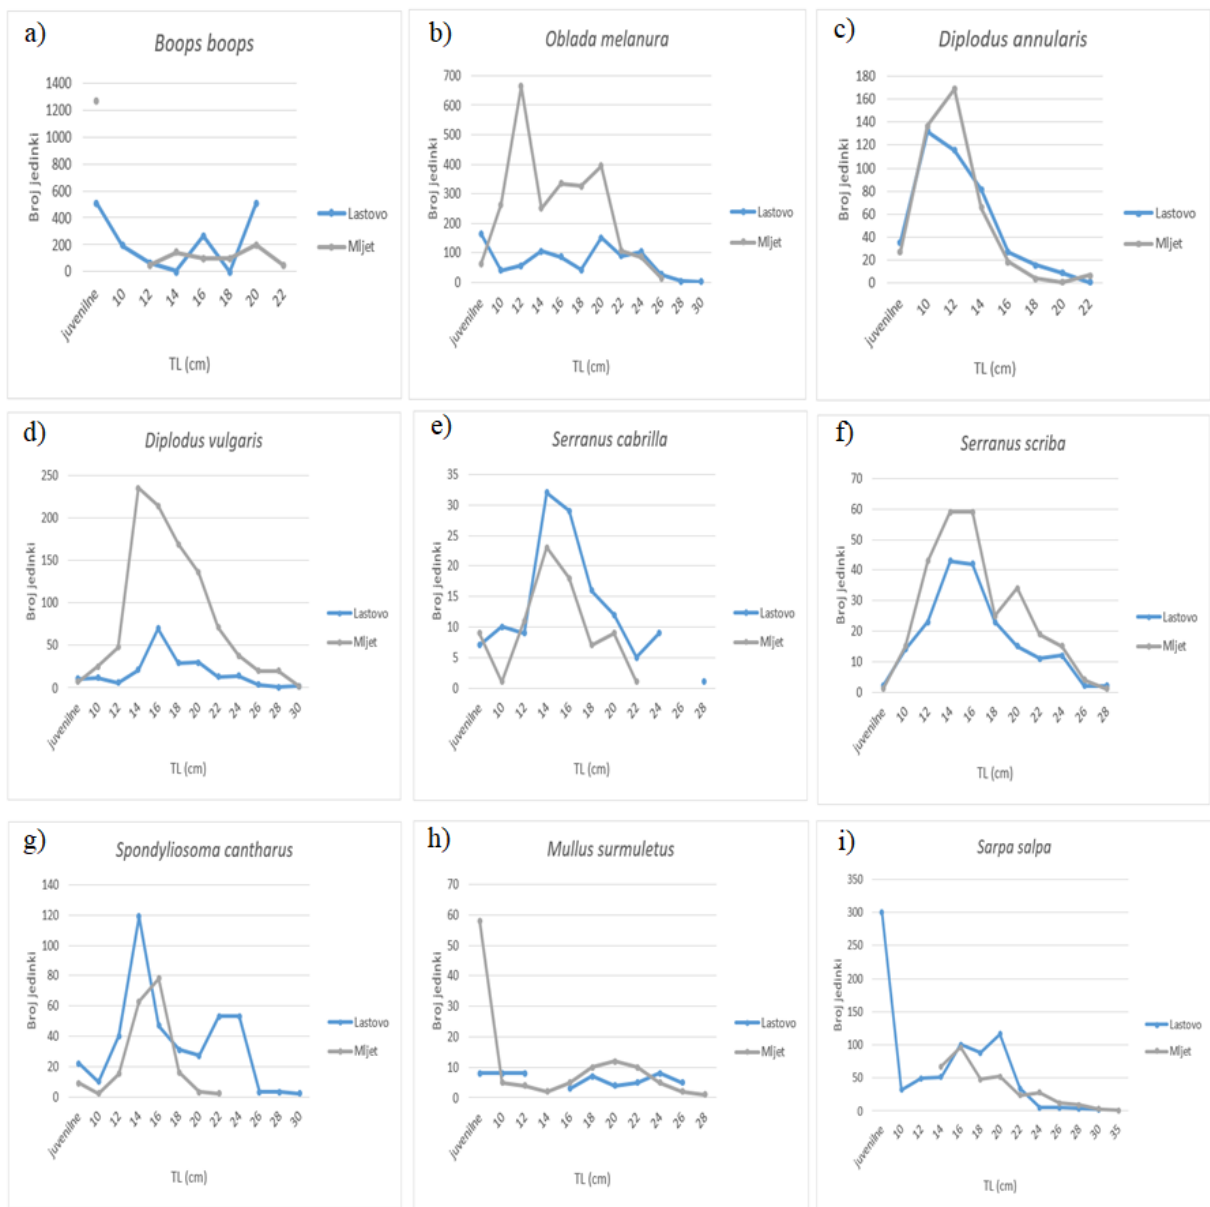 a)
Boops boops
1400
1200
1000
800
600
400
200
0
Broj jedinki
juvenilne 10 12 14 16 18 20 22
TL (cm)
Lastovo
Mljet
b)
Oblada melanura
700
600
500
400
300
200
100
0
Broj jedinki
juvenilne 10 12 14 16 18 20 22 24 26 28 30
TL (cm)
Lastovo
Mljet
c)
Diplodus annularis
180
160
140
120
100
80
60
40
20
0
Broj jedinki
juvenilne 10 12 14 16 18 20 22
TL (cm)
Lastovo
Mljet
d)
Diplodus vulgaris
250
200
150
100
50
0
Broj jedinki
juvenilne 10 12 14 16 18 20 22 24 26 28 30
TL (cm)
Lastovo
Mljet
e)
Serranus cabrilla
35
30
25
20
15
10
5
0
Broj jedinki
juvenilne 10 12 14 16 18 20 22 24 26 28
TL (cm)
Lastovo
Mljet
f)
Serranus scriba
70
60
50
40
30
20
10
0
Broj jedinki
juvenilne 10 12 14 16 18 20 22 24 26 28
TL (cm)
Lastovo
Mljet
g)
Spondyliosoma cantharus
140
120
100
80
60
40
20
0
Broj jedinki
juvenilne 10 12 14 16 18 20 22 24 26 28 30
TL (cm)
Lastovo
Mljet
h)
Mullus surmuletus
70
60
50
40
30
20
10
0
Broj jedinki
juvenilne 10 12 14 16 18 20 22 24 26 28
TL (cm)
Lastovo
Mljet
i)
Sarpa salpa
350
300
250
200
150
100
50
0
Broj jedinki
juvenilne 10 12 14 16 18 20 22 24 26 28 30 35
TL (cm)
Lastovo
Mljet